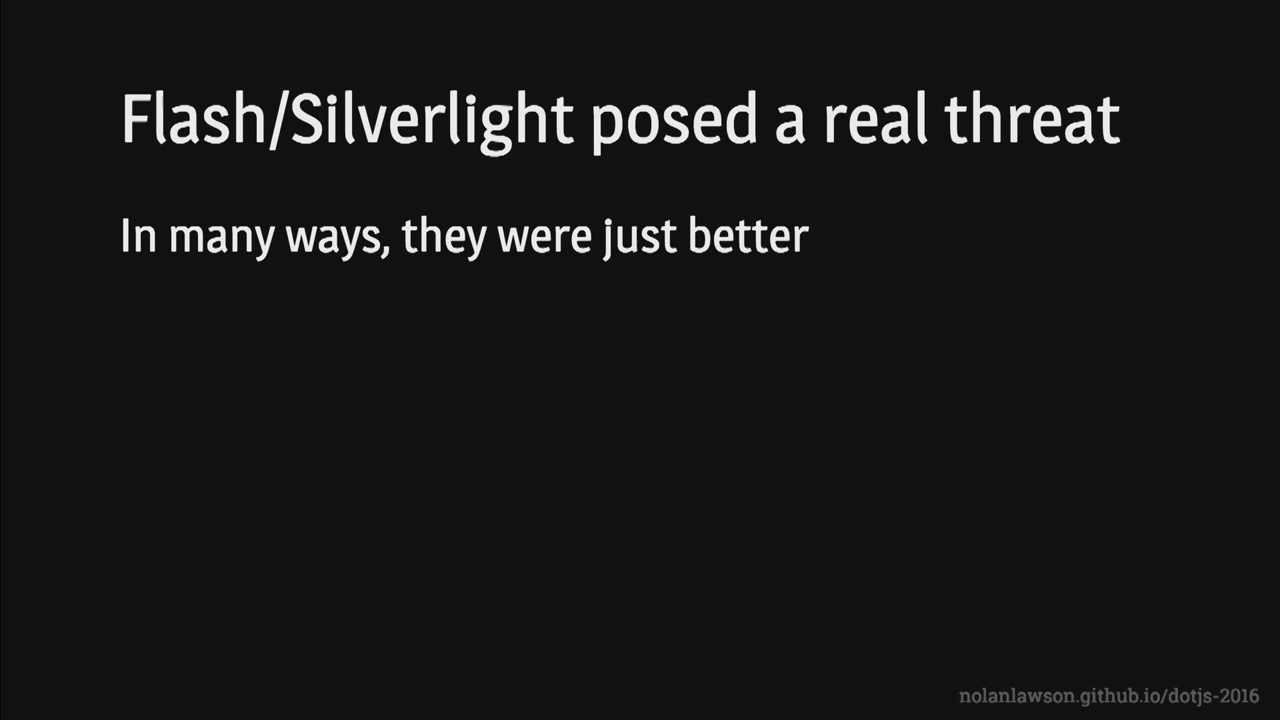 Flash/Silverlight posed a real threat
In many ways, they were just better
nolanlawson.github.io/dotjs-2016